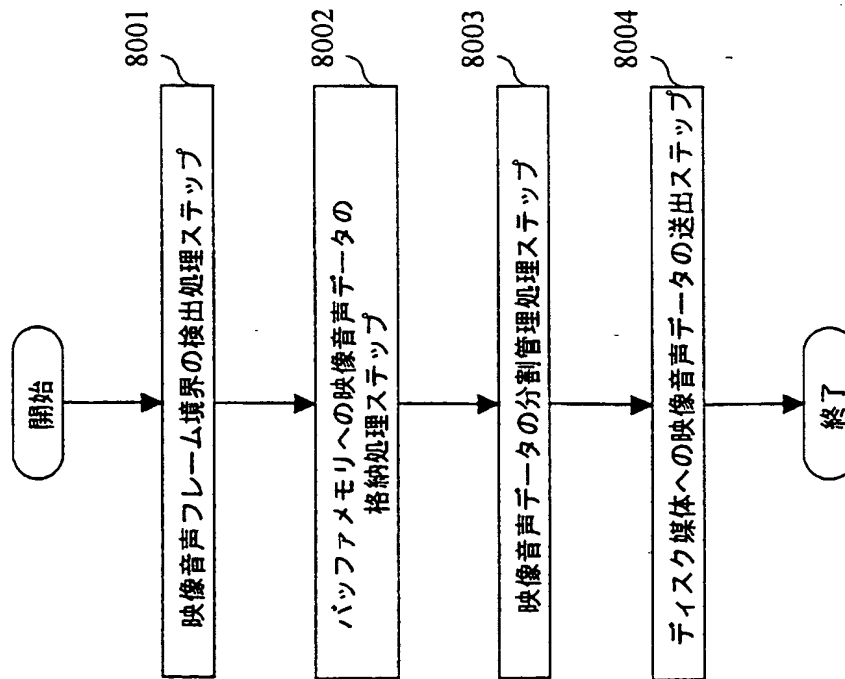 開始
8001
映像音声フレーム境界の検出処理ステップ
8002
バッファメモリへの映像音声データの
格納処理ステップ
8003
映像音声データの分割管理処理ステップ
8004
ディスク媒体への映像音声データの送出ステップ
終了